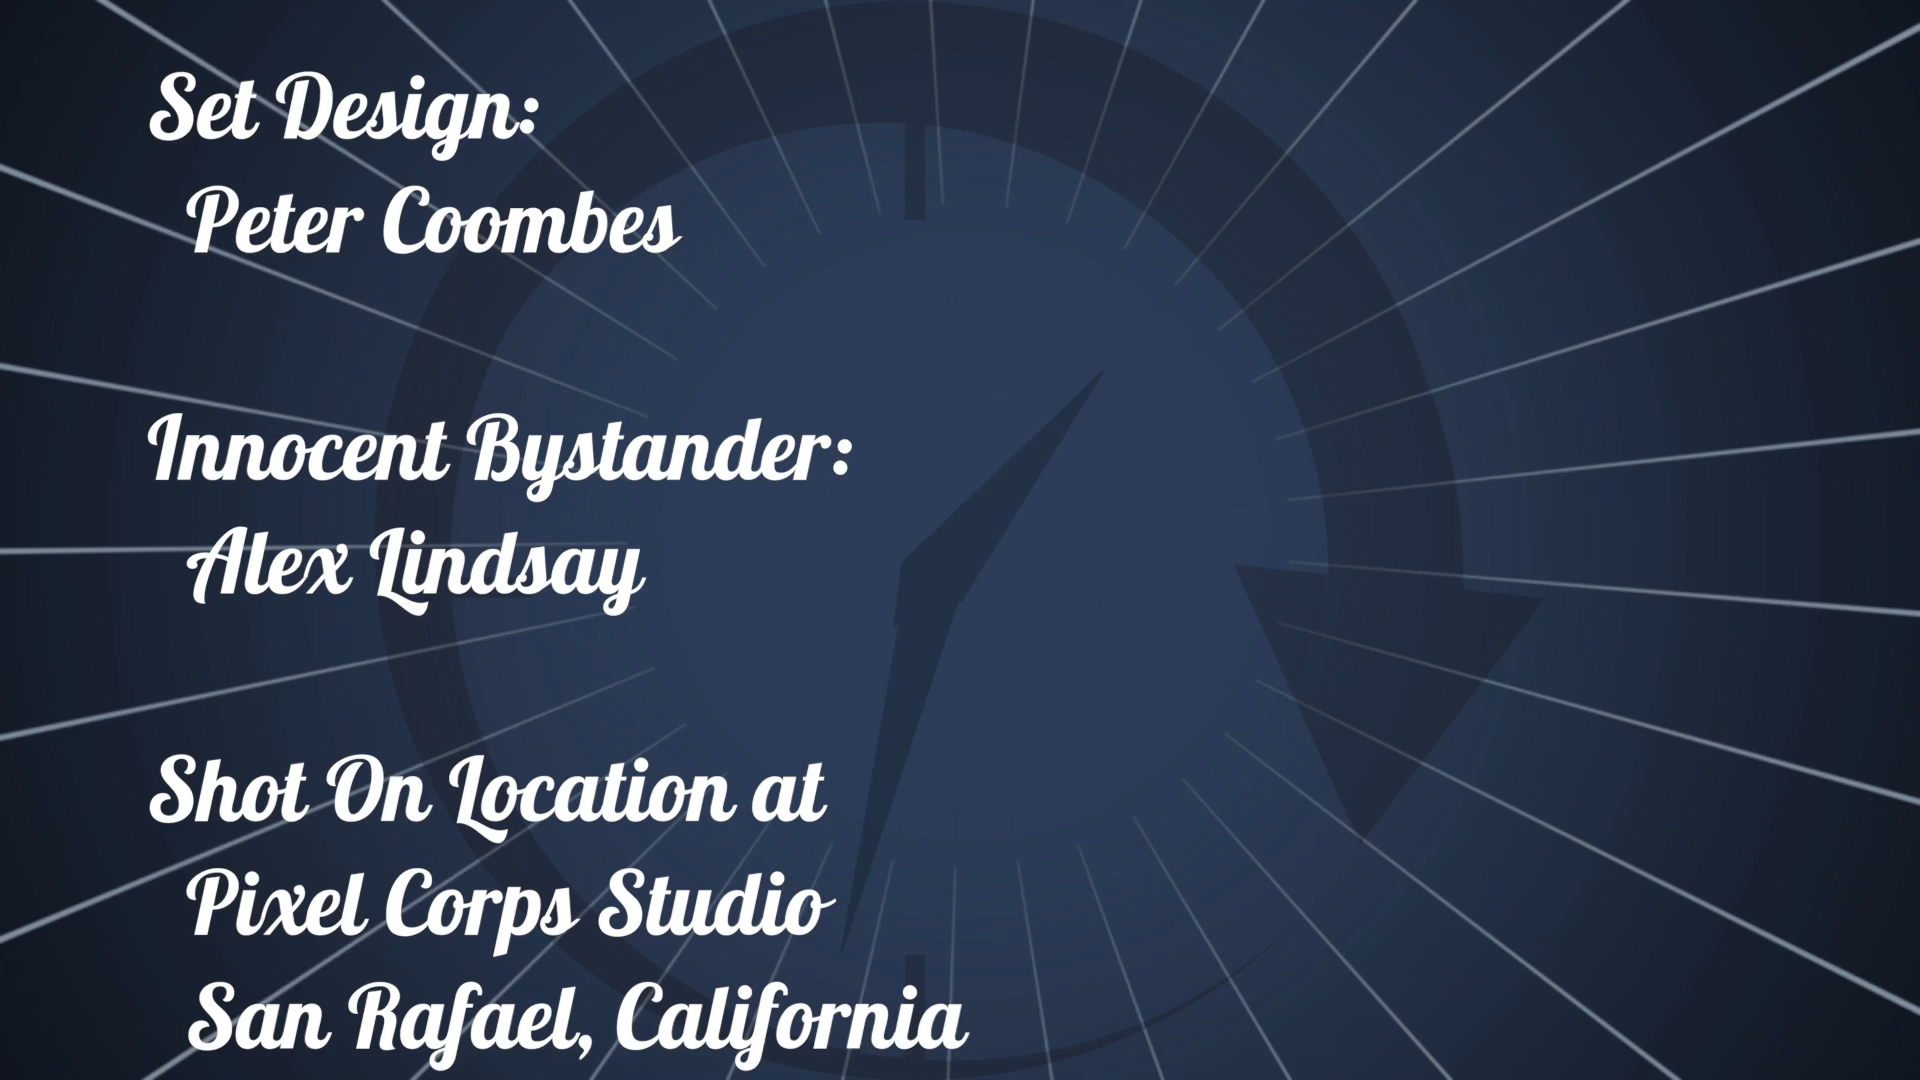 Set Design:
Peter Coombes
Innocent Bystander:
Alex Lindsay
Shot On Location at
Pixel Corps Studio
San Rafael, California